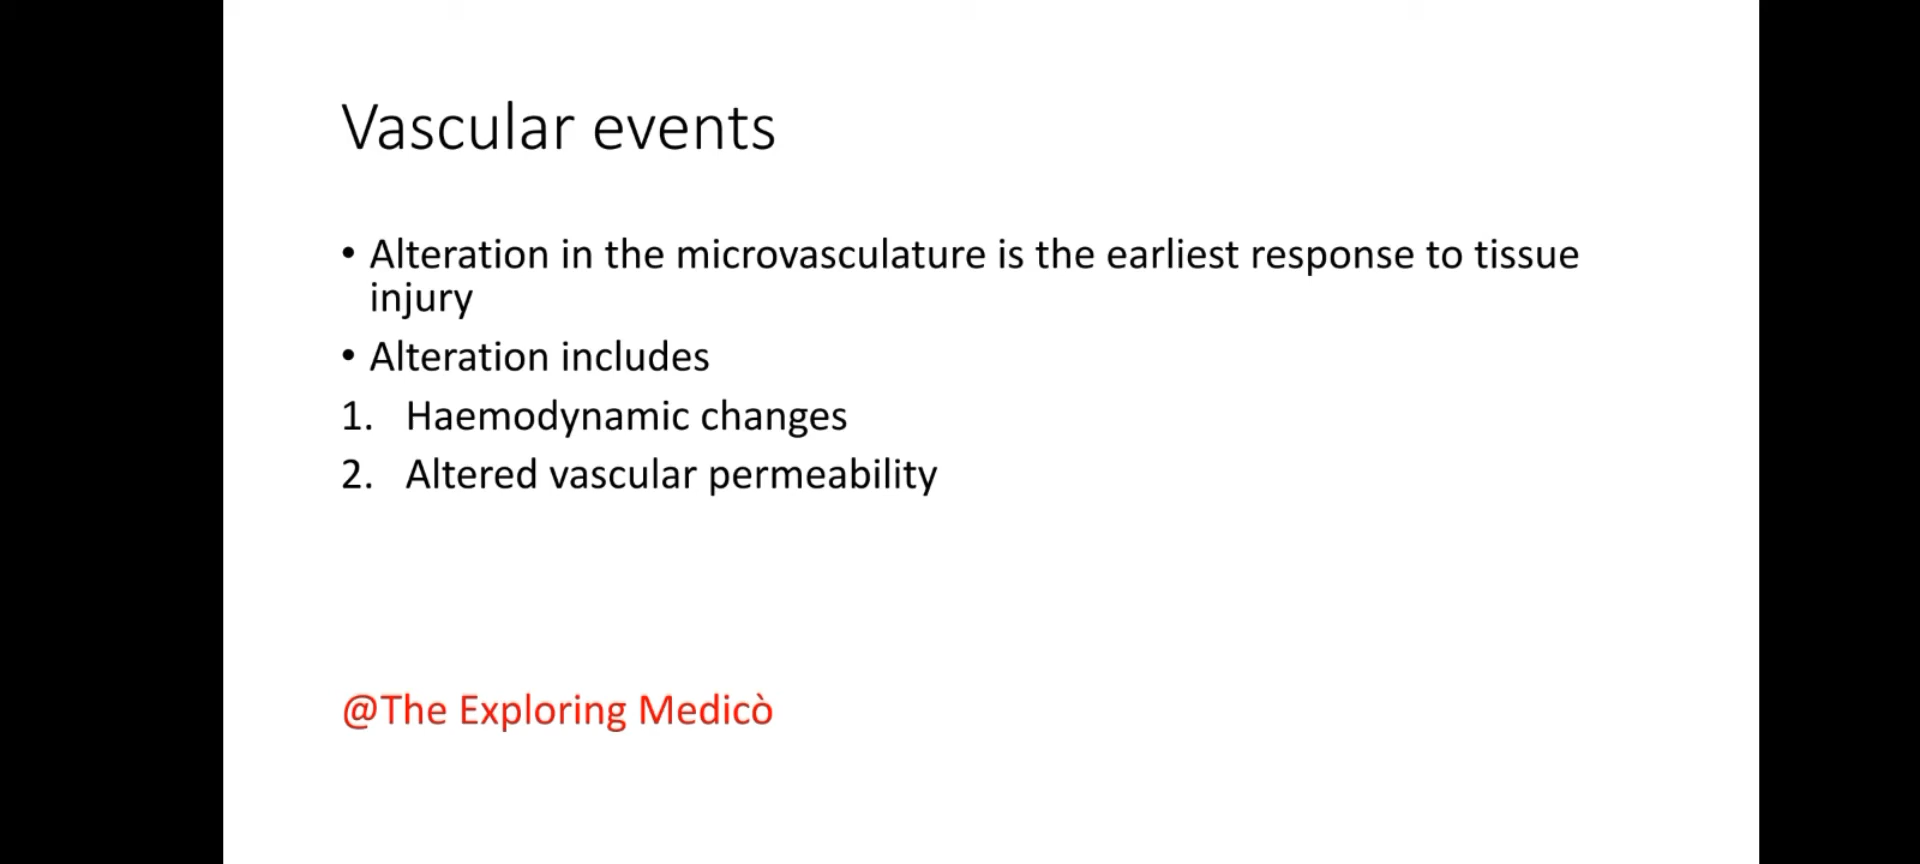 Vascular events
• Alteration in the microvasculature is the earliest response to tissue
injury
• Alteration includes
1. Haemodynamic changes
2. Altered vascular permeability
@The Exploring Medicò